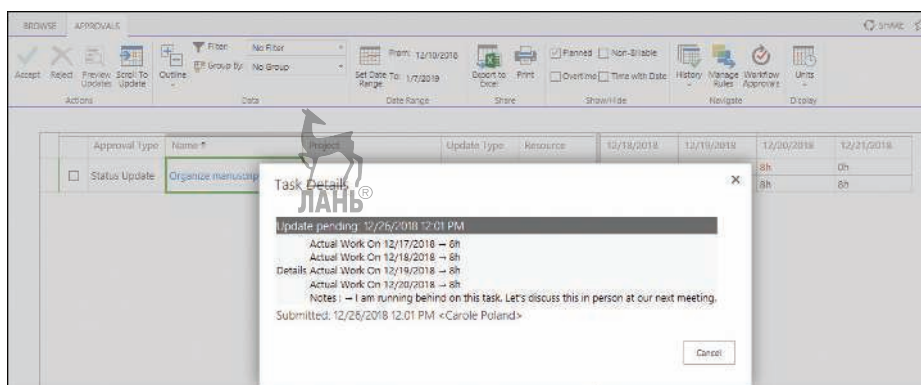 BROWSE APPROVALS SHARE
Filter: No Filter From: 12/10/2018 Planned Non-Billable
Group by: No Group Set Date Range To: 1/7/2019 Overtime Time with Date
Accept Reject Preview Updates Scroll To Update Outline Export to Excel Print History Manage Rules Workflow Approvals Units
Actions Data Date Range Share Show/Hide Navigate Display
Approval Type Name Project Update Type Resource 12/18/2018 12/19/2018 12/20/2018 12/21/2018
Status Update Organize manuscrip
8h 0h
8h 8h
Task Details
ЛАНЬ®
Update pending: 12/26/2018 12:01 PM
Actual Work On 12/17/2018 → 8h
Actual Work On 12/18/2018 → 8h
Details Actual Work On 12/19/2018 → 8h
Actual Work On 12/20/2018 → 8h
Notes : → I am running behind on this task. Let's discuss this in person at our next meeting.
Submitted: 12/26/2018 12:01 PM <Carole Poland>
Cancel